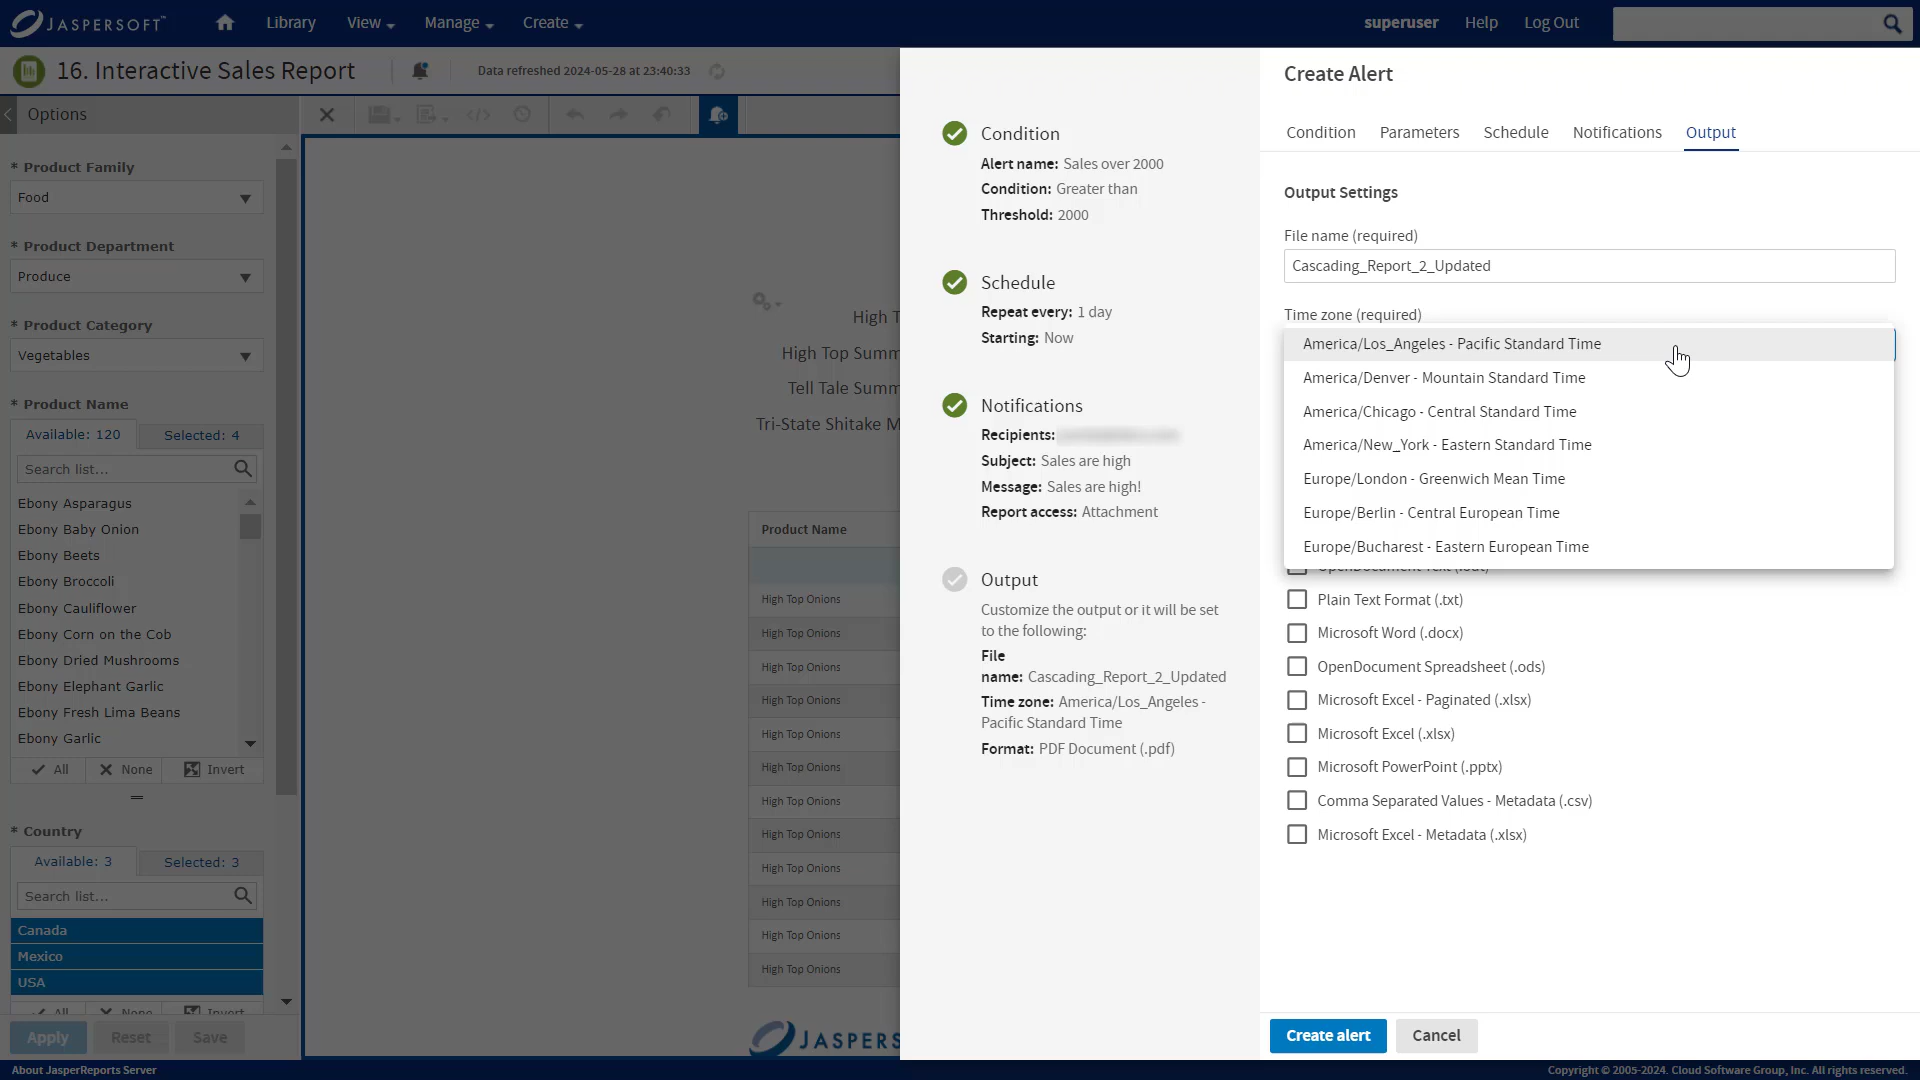 JASPERSOFT™
Library
View
Manage
Create
superuser
Help
Log Out
16. Interactive Sales Report
Data refreshed 2024-05-28 at 23:40:33
Options
* Product Family
Food
* Product Department
Produce
* Product Category
Vegetables
* Product Name
Available: 120
Selected: 4
Search list...
Ebony Asparagus
Ebony Baby Onion
Ebony Beets
Ebony Broccoli
Ebony Cauliflower
Ebony Corn on the Cob
Ebony Dried Mushrooms
Ebony Elephant Garlic
Ebony Fresh Lima Beans
Ebony Garlic
All
None
Invert
* Country
Available: 3
Selected: 3
Search list...
Canada
Mexico
USA
All
None
Invert
Apply
Reset
Save
High T
High Top Summ
Tell Tale Summ
Tri-State Shitake M
Product Name
High Top Onions
High Top Onions
High Top Onions
High Top Onions
High Top Onions
High Top Onions
High Top Onions
High Top Onions
High Top Onions
High Top Onions
High Top Onions
High Top Onions
JASPERS
Condition
Alert name: Sales over 2000
Condition: Greater than
Threshold: 2000
Schedule
Repeat every: 1 day
Starting: Now
Notifications
Recipients:
Subject: Sales are high
Message: Sales are high!
Report access: Attachment
Output
Customize the output or it will be set
to the following:
File
name: Cascading_Report_2_Updated
Time zone: America/Los_Angeles -
Pacific Standard Time
Format: PDF Document (.pdf)
Create Alert
Condition
Parameters
Schedule
Notifications
Output
Output Settings
File name (required)
Cascading_Report_2_Updated
Time zone (required)
America/Los_Angeles - Pacific Standard Time
America/Denver - Mountain Standard Time
America/Chicago - Central Standard Time
America/New_York - Eastern Standard Time
Europe/London - Greenwich Mean Time
Europe/Berlin - Central European Time
Europe/Bucharest - Eastern European Time
OpenDocument Text (.odt)
Plain Text Format (.txt)
Microsoft Word (.docx)
OpenDocument Spreadsheet (.ods)
Microsoft Excel - Paginated (.xlsx)
Microsoft Excel (.xlsx)
Microsoft PowerPoint (.pptx)
Comma Separated Values - Metadata (.csv)
Microsoft Excel - Metadata (.xlsx)
Create alert
Cancel
About JasperReports Server
Copyright © 2005-2024. Cloud Software Group, Inc. All rights reserved.